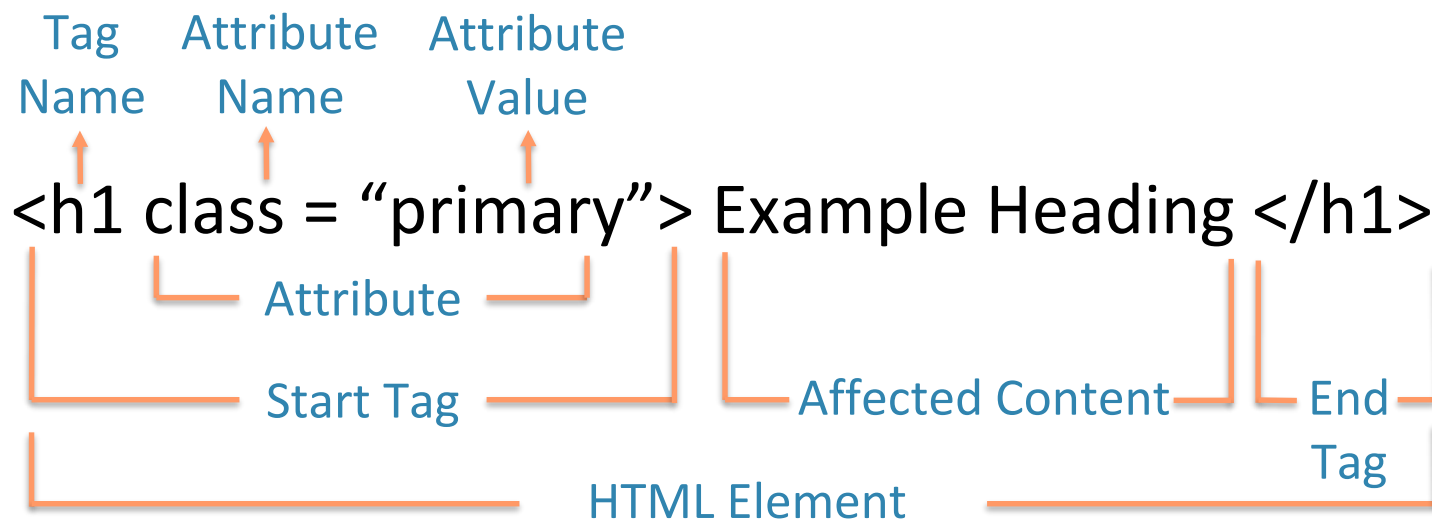 Tag Attribute Attribute
Name Name Value
<h1 class = “primary”> Example Heading </h1>
Attribute
Start Tag Affected Content End
Tag
HTML Element